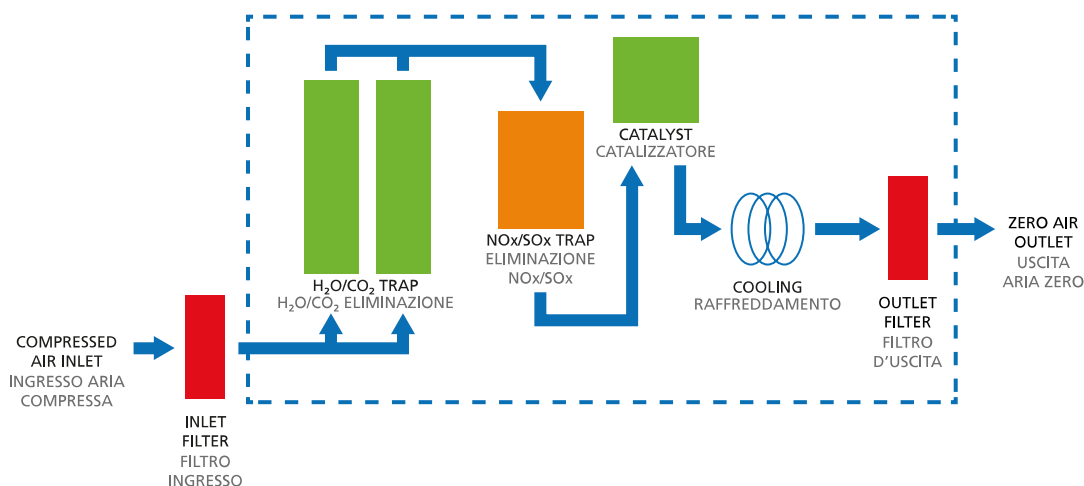 COMPRESSED
AIR INLET
INGRESSO ARIA
COMPRESSA
INLET
FILTER
FILTRO
INGRESSO
H₂O/CO₂ TRAP
H₂O/CO₂ ELIMINAZIONE
NOx/SOx TRAP
ELIMINAZIONE
NOx/SOx
CATALYST
CATALIZZATORE
COOLING
RAFFREDDAMENTO
OUTLET
FILTER
FILTRO
D'USCITA
ZERO AIR
OUTLET
USCITA
ARIA ZERO